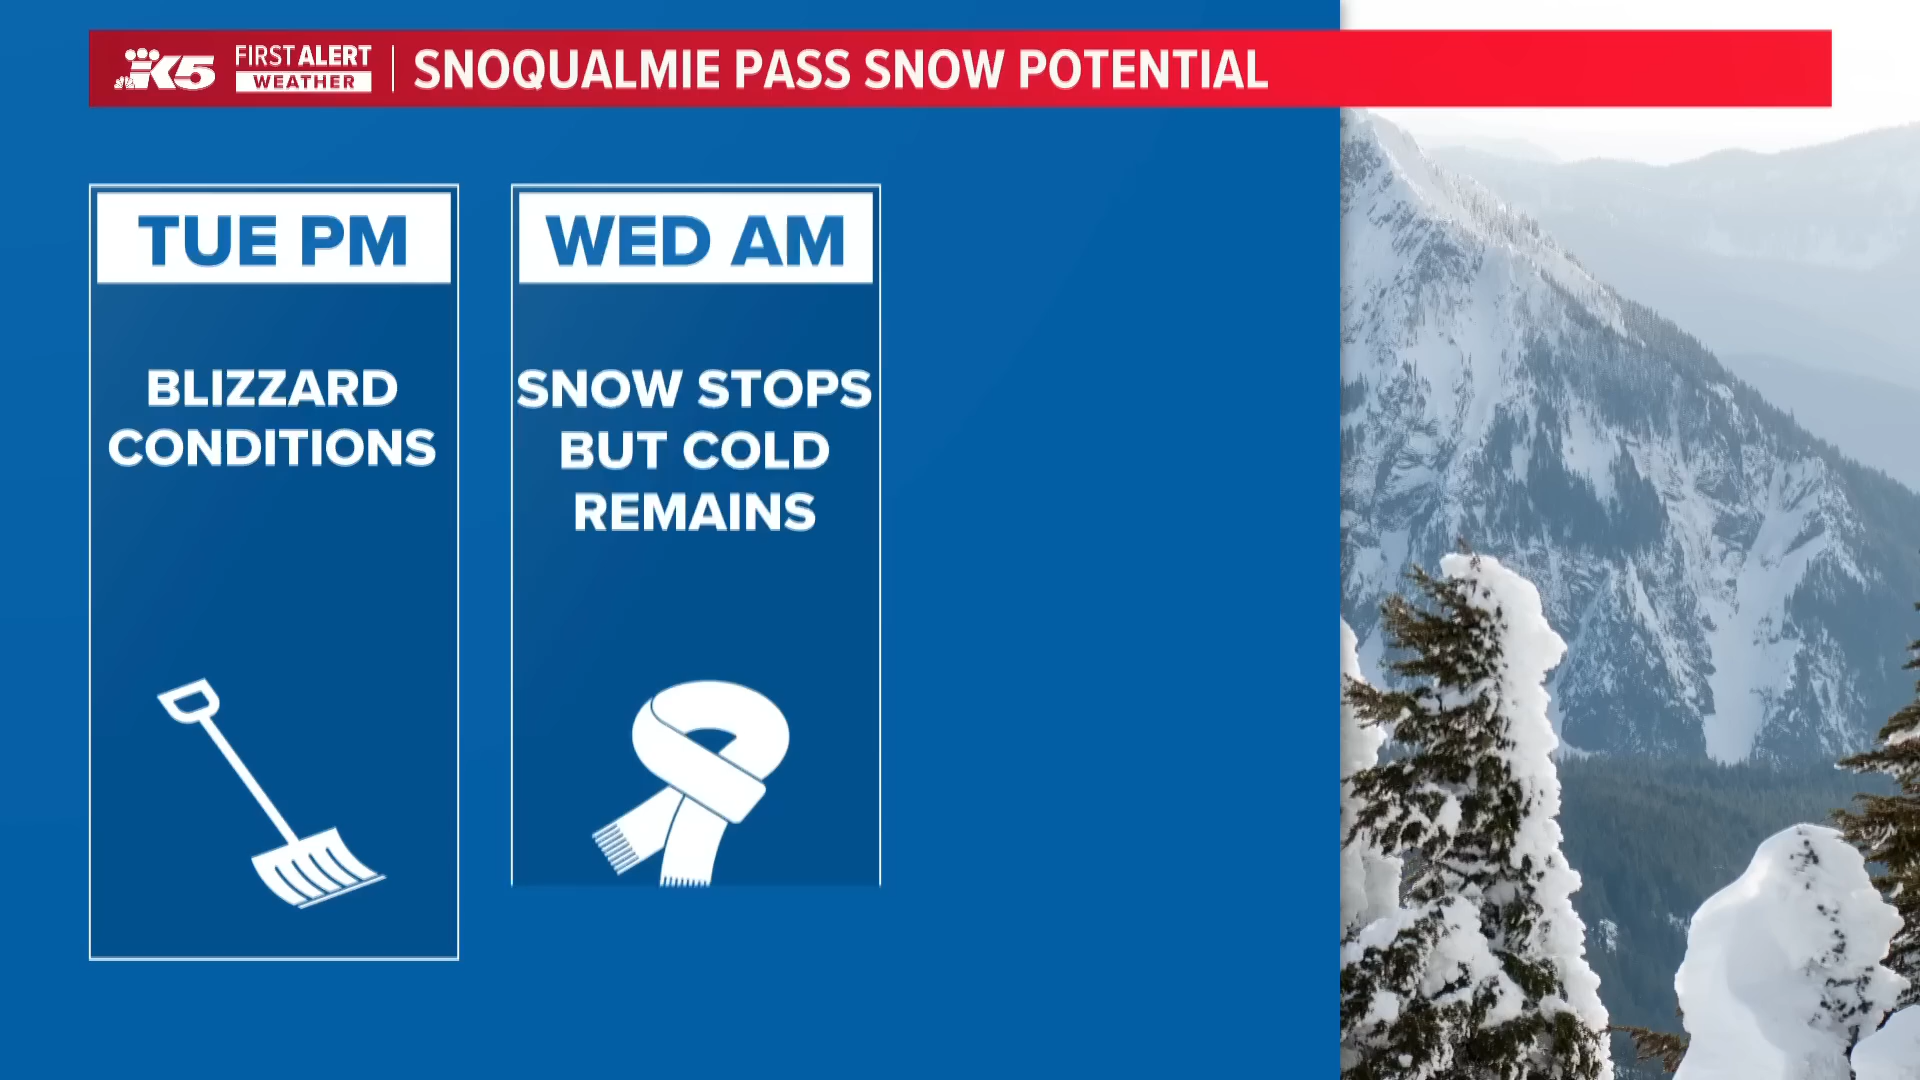 K5 FIRST ALERT WEATHER SNOQUALMIE PASS SNOW POTENTIAL
TUE PM
BLIZZARD
CONDITIONS
WED AM
SNOW STOPS
BUT COLD
REMAINS